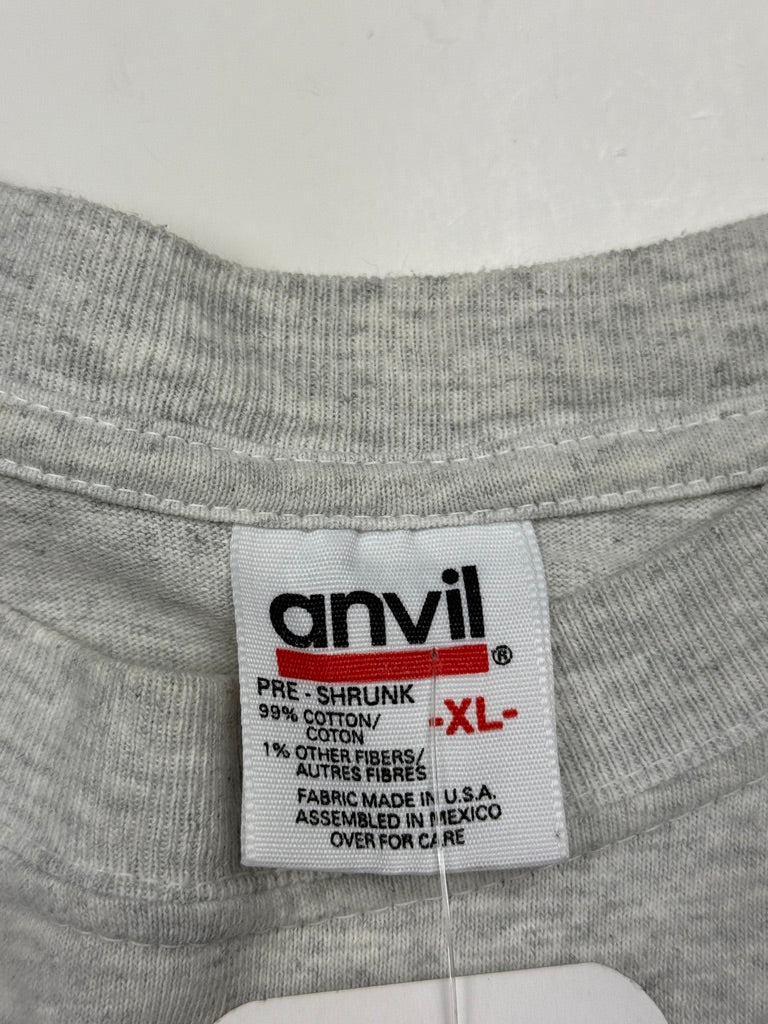 anvil®
PRE - SHRUNK
-XL-
99% COTTON/
COTON
1% OTHER FIBERS/
AUTRES FIBRES
FABRIC MADE IN U.S.A.
ASSEMBLED IN MEXICO
OVER FOR CARE